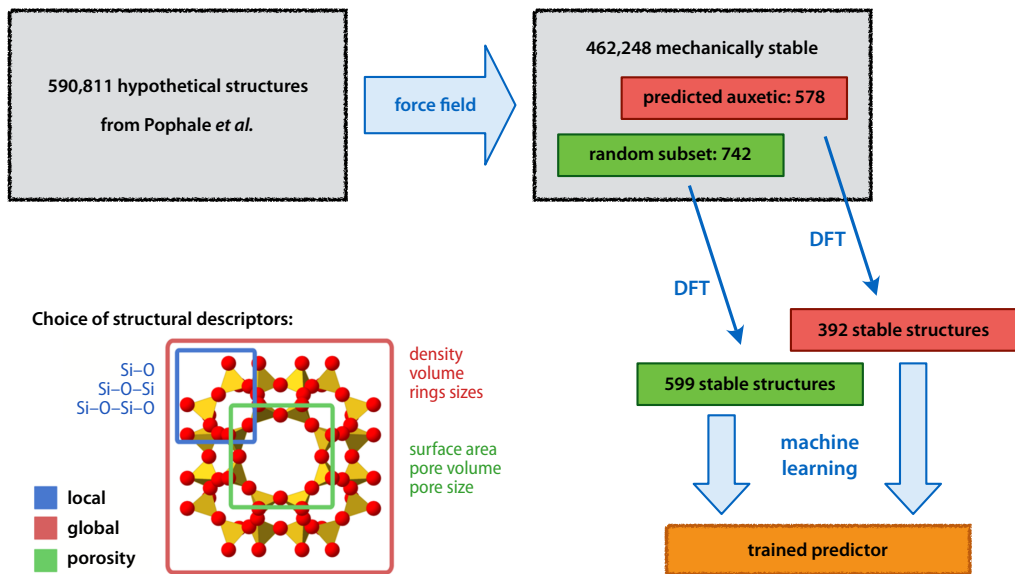 590,811 hypothetical structures
from Pophale et al.
force field
462,248 mechanically stable
predicted auxetic: 578
random subset: 742
DFT
DFT
392 stable structures
599 stable structures
machine
learning
trained predictor
Choice of structural descriptors:
Si–O
Si–O–Si
Si–O–Si–O
density
volume
rings sizes
surface area
pore volume
pore size
local
global
porosity